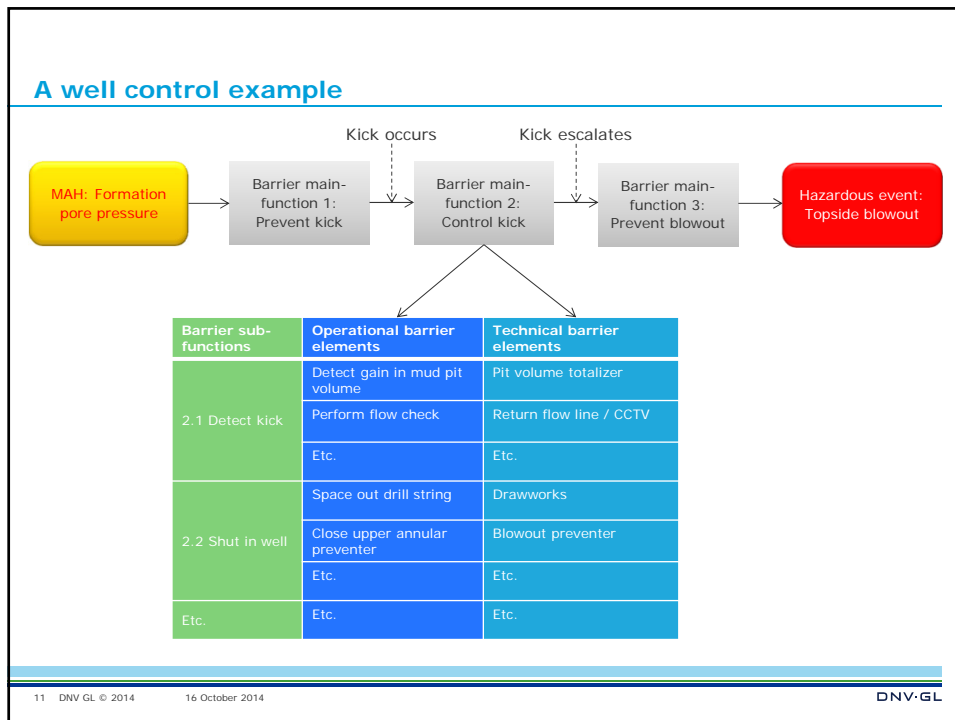 A well control example
Kick occurs
Kick escalates
MAH: Formation
pore pressure
Barrier main-
function 1:
Prevent kick
Barrier main-
function 2:
Control kick
Barrier main-
function 3:
Prevent blowout
Hazardous event:
Topside blowout
Barrier sub-
functions
Operational barrier
elements
Technical barrier
elements
2.1 Detect kick
Detect gain in mud pit
volume
Pit volume totalizer
Perform flow check
Return flow line / CCTV
Etc.
Etc.
2.2 Shut in well
Space out drill string
Drawworks
Close upper annular
preventer
Blowout preventer
Etc.
Etc.
Etc.
Etc.
Etc.
11 DNV GL © 2014 16 October 2014
DNV·GL